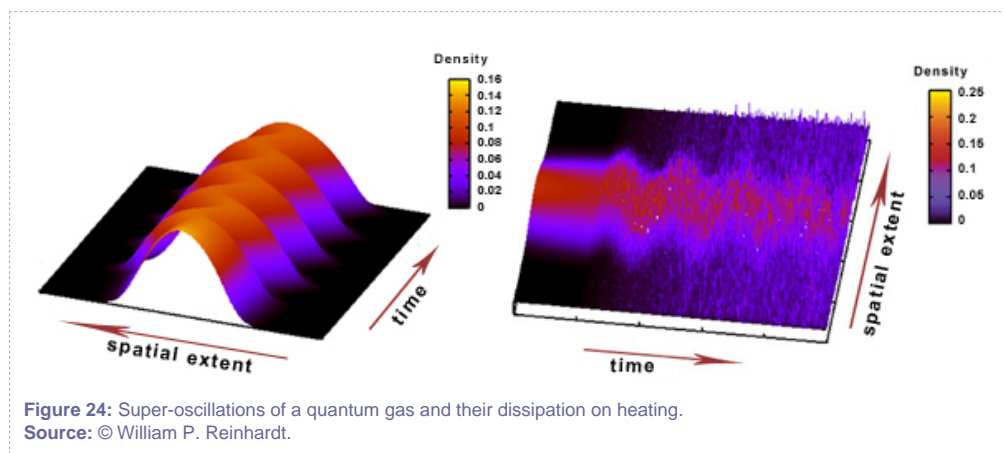 Density
0.16
0.14
0.12
0.1
0.08
0.06
0.04
0.02
0
time
spatial extent
Density
0.25
0.2
0.15
0.1
0.05
0
spatial extent
time
Figure 24: Super-oscillations of a quantum gas and their dissipation on heating.
Source: © William P. Reinhardt.